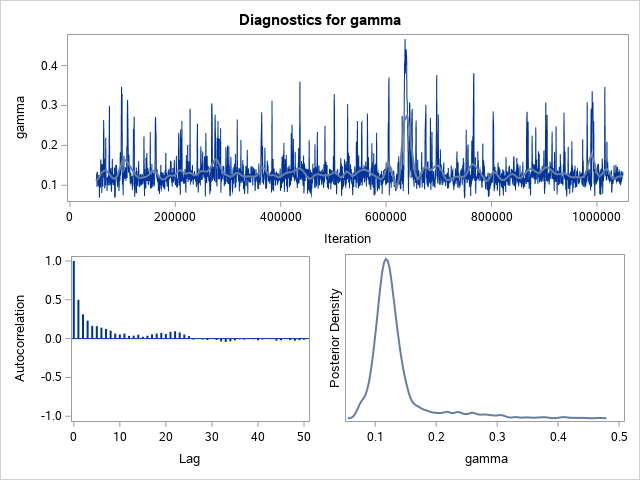 Diagnostics for gamma
gamma
0.4
0.3
0.2
0.1
0 200000 400000 600000 800000 1000000
Iteration
Autocorrelation
1.0
0.5
0.0
-0.5
-1.0
0 10 20 30 40 50
Lag
Posterior Density
0.1 0.2 0.3 0.4 0.5
gamma